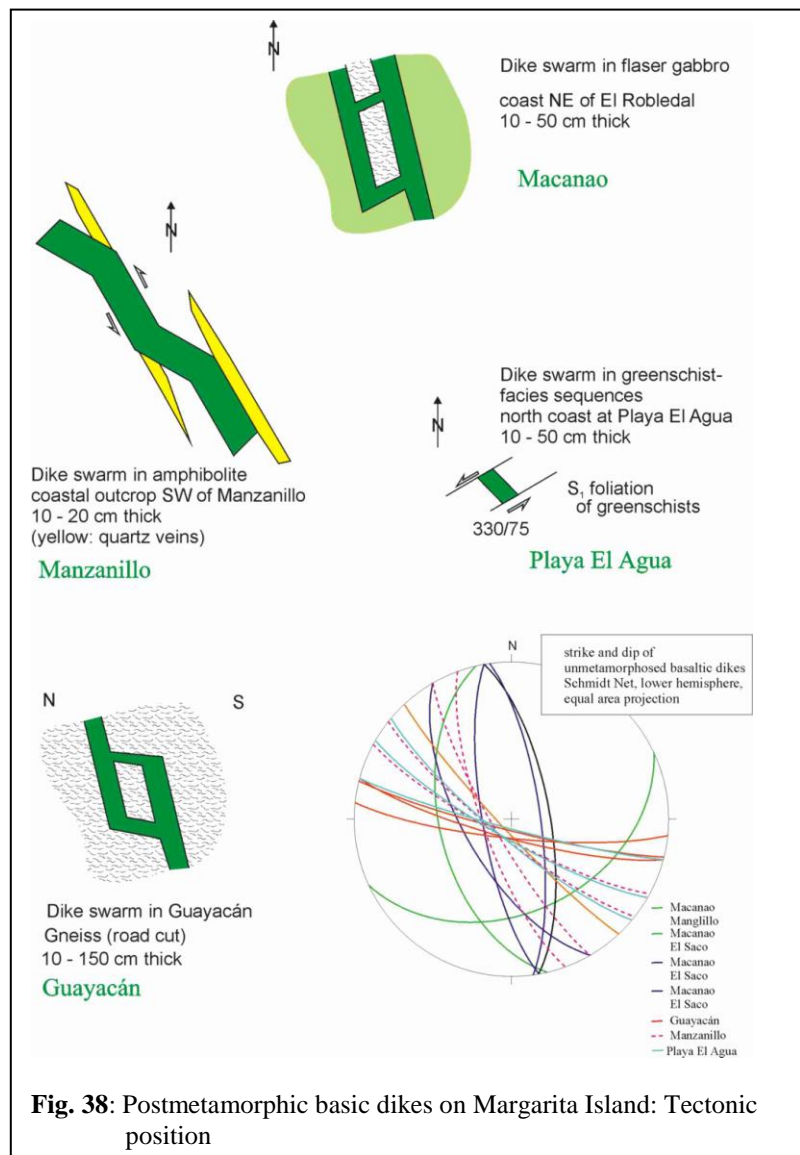 N
Dike swarm in flaser gabbro
coast NE of El Robledal
10 - 50 cm thick
Macanao
N
Dike swarm in amphibolite
coastal outcrop SW of Manzanillo
10 - 20 cm thick
(yellow: quartz veins)
Manzanillo
Dike swarm in greenschist-
facies sequences
north coast at Playa El Agua
10 - 50 cm thick
N
S₁ foliation
of greenschists
330/75
Playa El Agua
N S
Dike swarm in Guayacán
Gneiss (road cut)
10 - 150 cm thick
Guayacán
N
strike and dip of
unmetamorphosed basaltic dikes
Schmidt Net, lower hemisphere,
equal area projection
Macanao
Manglillo
Macanao
El Saco
Macanao
El Saco
Macanao
El Saco
Guayacán
Manzanillo
Playa El Agua
Fig. 38: Postmetamorphic basic dikes on Margarita Island: Tectonic
position